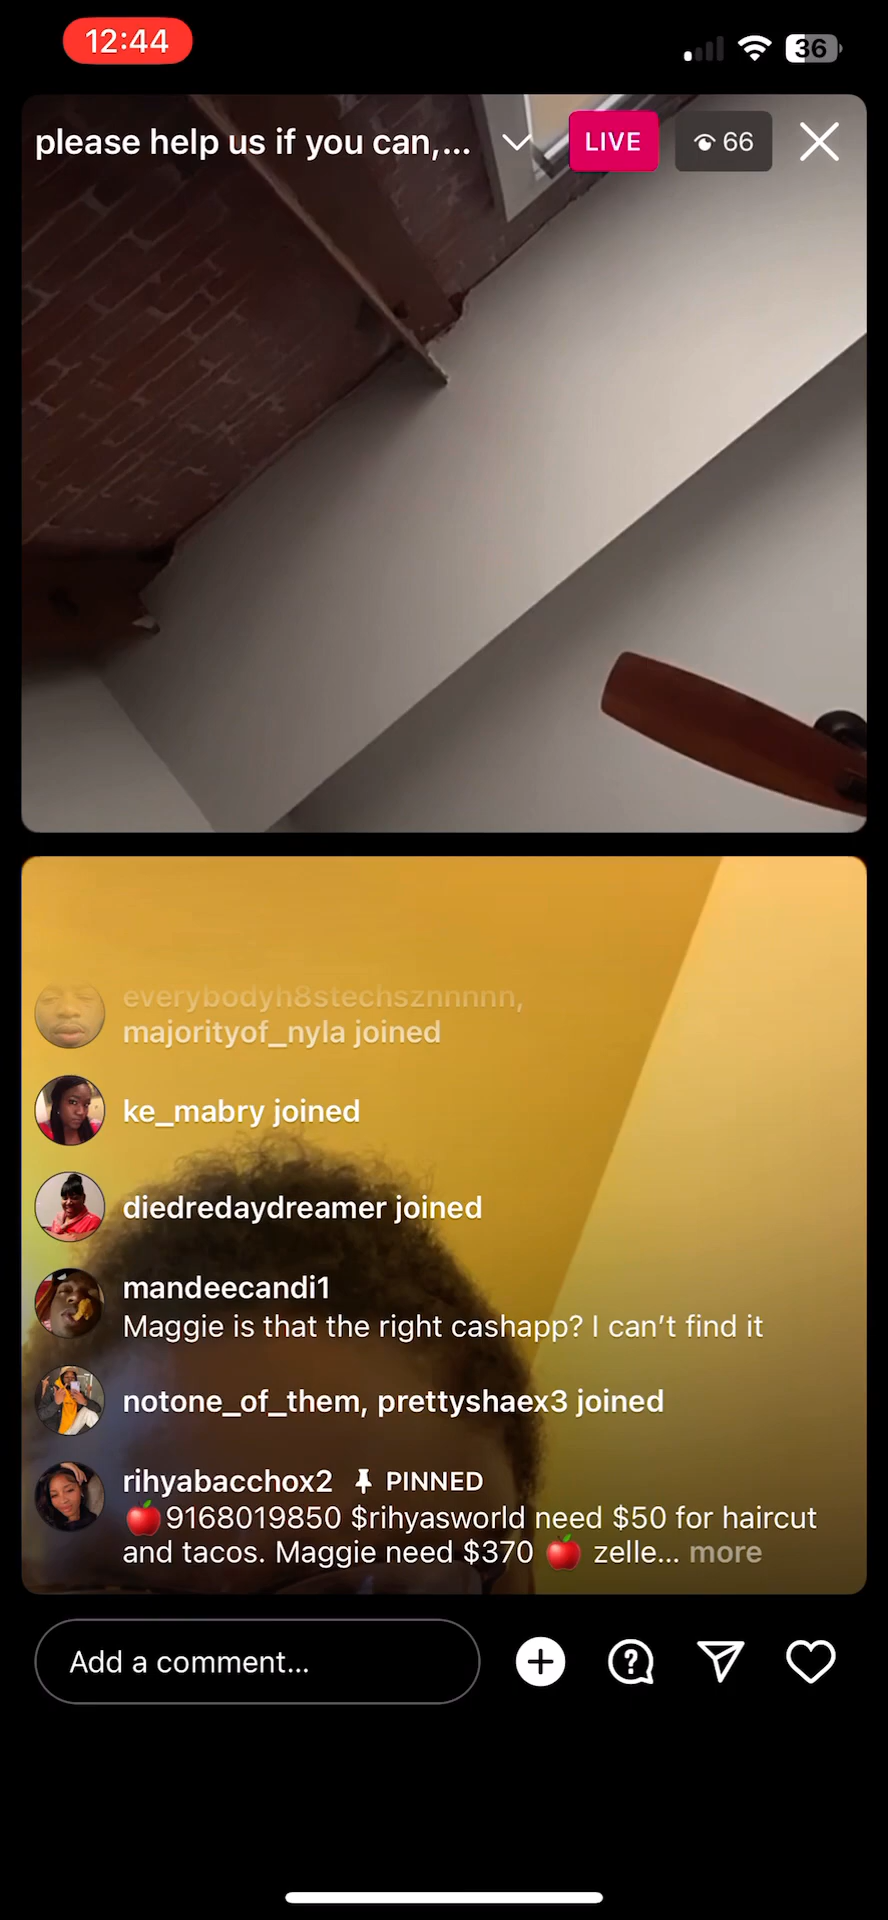 12:44
36
please help us if you can,...
LIVE
66
everybodyh8stechsznnnnn,
majorityof_nyla joined
ke_mabry joined
diedredaydreamer joined
mandeecandi1
Maggie is that the right cashapp? I can’t find it
notone_of_them, prettyshaex3 joined
rihyabacchox2 PINNED
🍎9168019850 $rihyasworld need $50 for haircut
and tacos. Maggie need $370 🍎 zelle... more
Add a comment...